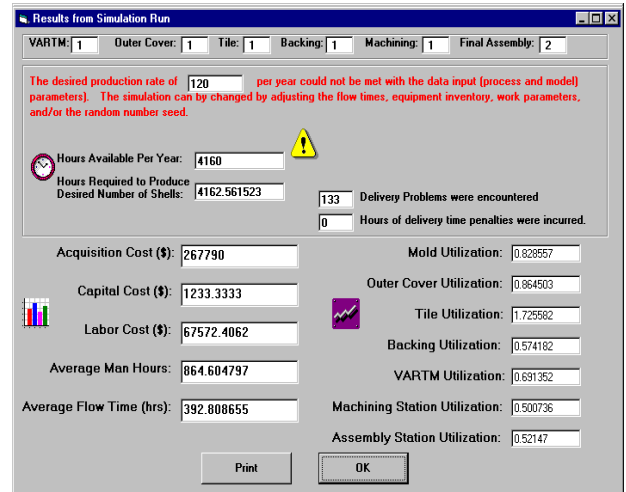 Results from Simulation Run
VARTM: 1 Outer Cover: 1 Tile: 1 Backing: 1 Machining: 1 Final Assembly: 2
The desired production rate of 120 per year could not be met with the data input (process and model)
parameters). The simulation can by changed by adjusting the flow times, equipment inventory, work parameters,
and/or the random number seed.
Hours Available Per Year: 4160
Hours Required to Produce
Desired Number of Shells: 4162.561523
133 Delivery Problems were encountered
0 Hours of delivery time penalties were incurred.
Acquisition Cost ($): 267790
Capital Cost ($): 1233.3333
Labor Cost ($): 67572.4062
Average Man Hours: 864.604797
Average Flow Time (hrs): 392.808655
Mold Utilization: 0.828557
Outer Cover Utilization: 0.864503
Tile Utilization: 1.725582
Backing Utilization: 0.574182
VARTM Utilization: 0.691352
Machining Station Utilization: 0.500736
Assembly Station Utilization: 0.52147
Print OK